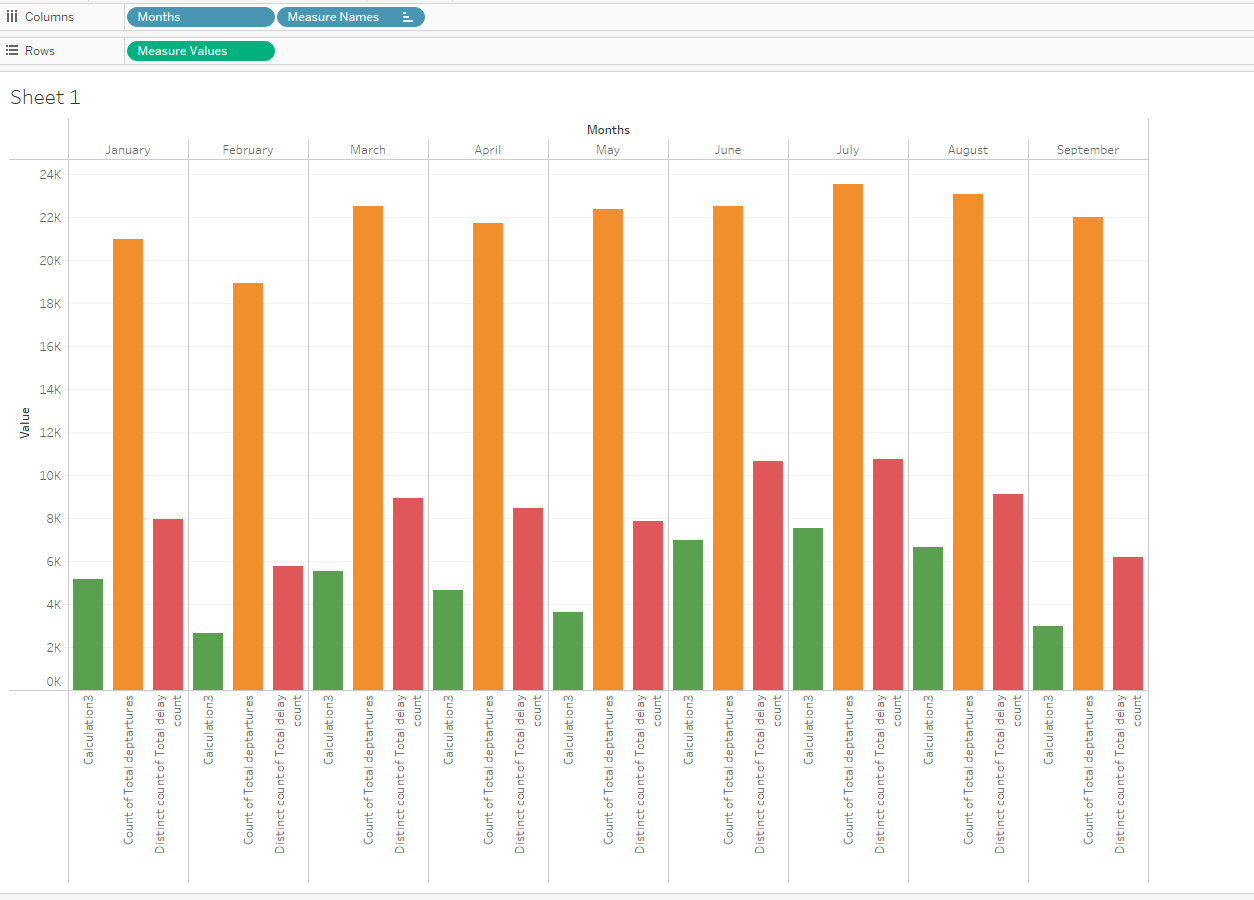 Columns Months Measure Names
Rows Measure Values
Sheet 1
Months
January February March April May June July August September
24K
22K
20K
18K
16K
14K
12K
10K
8K
6K
4K
2K
0K
Value
Calculation3
Count of Total deptartures
Distinct count of Total delay
count
Calculation3
Count of Total deptartures
Distinct count of Total delay
count
Calculation3
Count of Total deptartures
Distinct count of Total delay
count
Calculation3
Count of Total deptartures
Distinct count of Total delay
count
Calculation3
Count of Total deptartures
Distinct count of Total delay
count
Calculation3
Count of Total deptartures
Distinct count of Total delay
count
Calculation3
Count of Total deptartures
Distinct count of Total delay
count
Calculation3
Count of Total deptartures
Distinct count of Total delay
count
Calculation3
Count of Total deptartures
Distinct count of Total delay
count